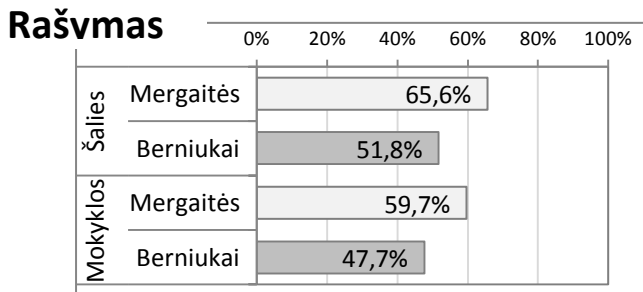 Rašymas
0% 20% 40% 60% 80% 100%
Šalies
Mergaitės 65,6%
Berniukai 51,8%
Mokyklos
Mergaitės 59,7%
Berniukai 47,7%